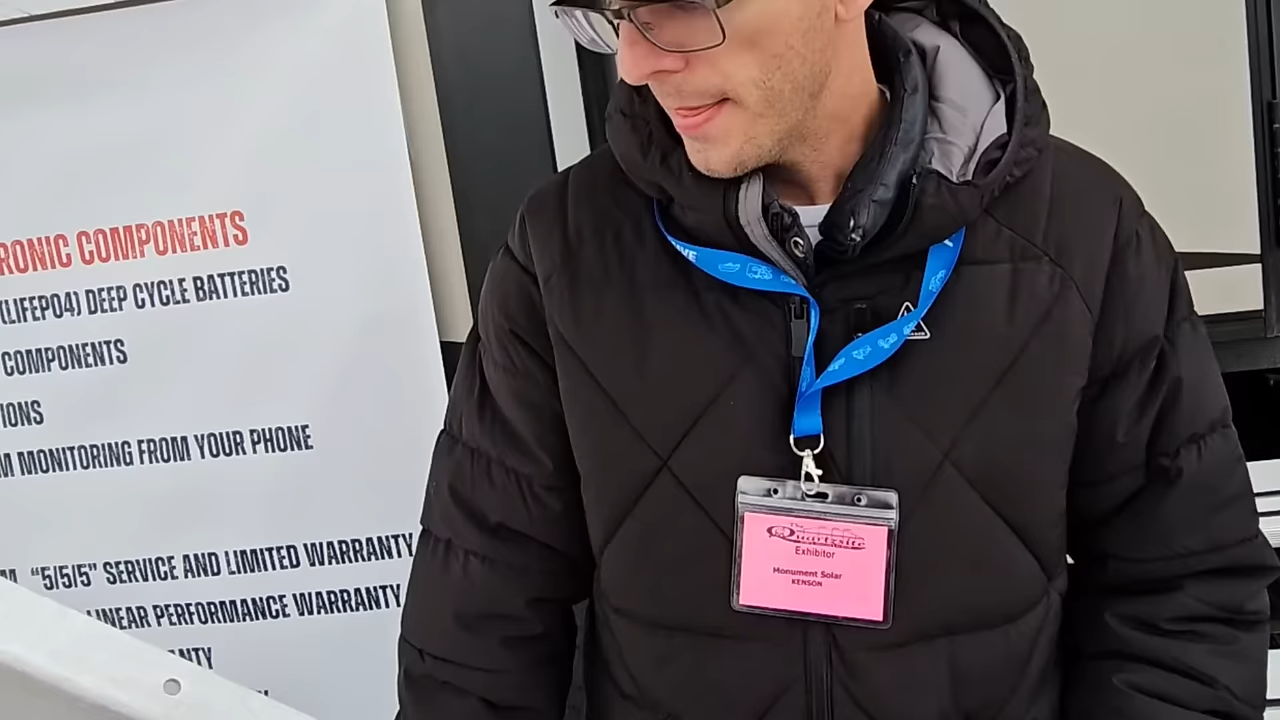 RONIC COMPONENTS
(LIFEPO4) DEEP CYCLE BATTERIES
COMPONENTS
IONS
M MONITORING FROM YOUR PHONE
M "5/5/5" SERVICE AND LIMITED WARRANTY
LINEAR PERFORMANCE WARRANTY
ANTY
The
Quartzsite
Exhibitor
Monument Solar
KENSON